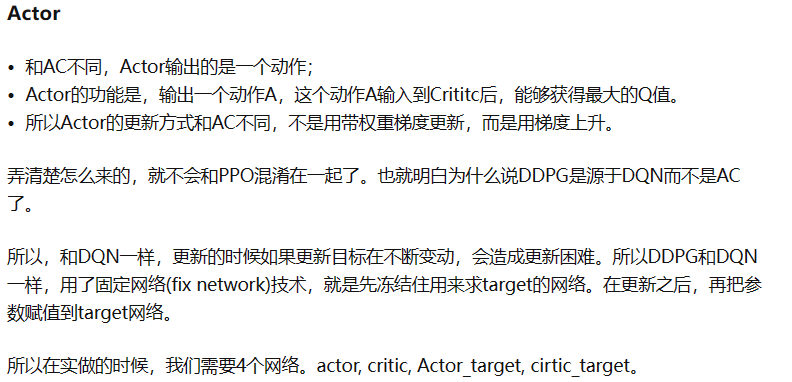 Actor
• 和AC不同，Actor输出的是一个动作；
• Actor的功能是，输出一个动作A，这个动作A输入到Crititc后，能够获得最大的Q值。
• 所以Actor的更新方式和AC不同，不是用带权重梯度更新，而是用梯度上升。
弄清楚怎么来的，就不会和PPO混淆在一起了。也就明白为什么说DDPG是源于DQN而不是AC
了。
所以，和DQN一样，更新的时候如果更新目标在不断变动，会造成更新困难。所以DDPG和DQN
一样，用了固定网络(fix network)技术，就是先冻结住用来求target的网络。在更新之后，再把参
数赋值到target网络。
所以在实做的时候，我们需要4个网络。actor, critic, Actor_target, cirtic_target。